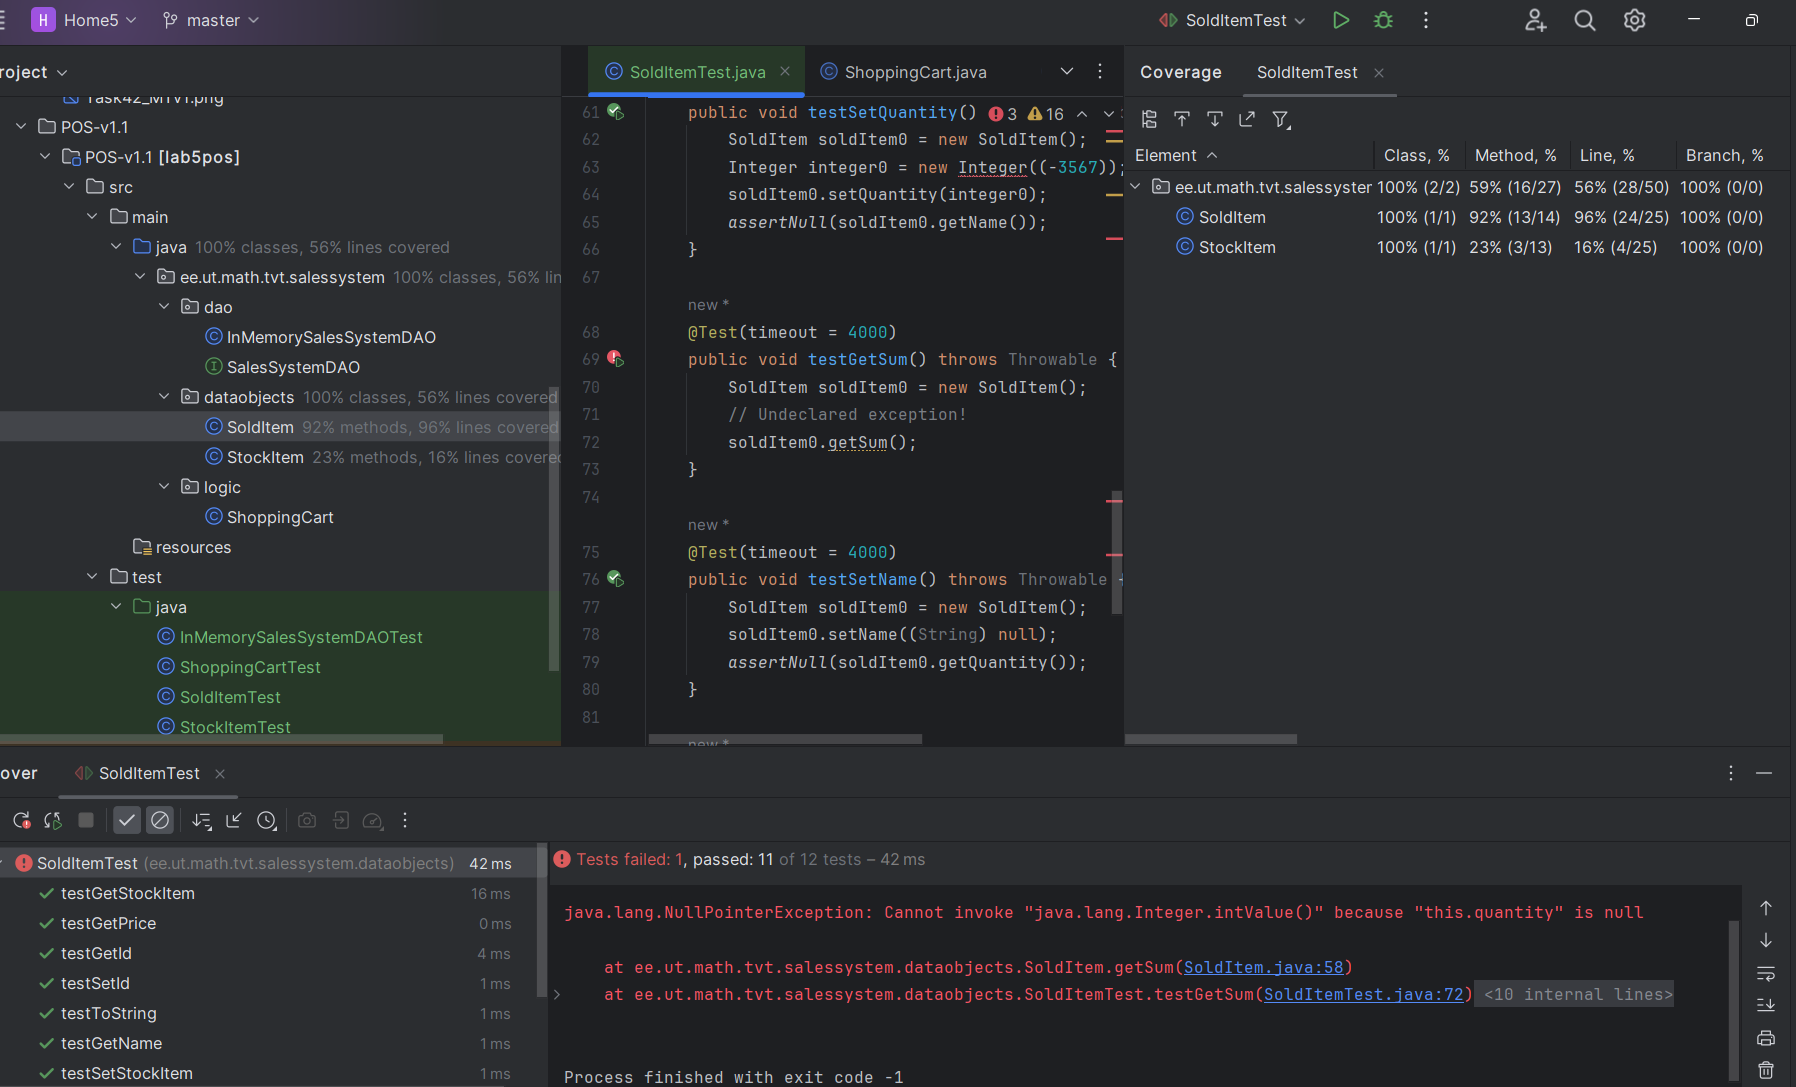 H Home5 master SoldItemTest
roject
SoldItemTest.java ShoppingCart.java
Coverage SoldItemTest
Task42_MTV1.png
POS-v1.1
POS-v1.1 [lab5pos]
src
main
java 100% classes, 56% lines covered
ee.ut.math.tvt.salessystem 100% classes, 56% lin
dao
InMemorySalesSystemDAO
SalesSystemDAO
dataobjects 100% classes, 56% lines covered
SoldItem 92% methods, 96% lines covered
StockItem 23% methods, 16% lines covered
logic
ShoppingCart
resources
test
java
InMemorySalesSystemDAOTest
ShoppingCartTest
SoldItemTest
StockItemTest
61 public void testSetQuantity() 3 16
62 SoldItem soldItem0 = new SoldItem();
63 Integer integer0 = new Integer((-3567));
64 soldItem0.setQuantity(integer0);
65 assertNull(soldItem0.getName());
66 }
67
new *
68 @Test(timeout = 4000)
69 public void testGetSum() throws Throwable {
70 SoldItem soldItem0 = new SoldItem();
71 // Undeclared exception!
72 soldItem0.getSum();
73 }
74
new *
75 @Test(timeout = 4000)
76 public void testSetName() throws Throwable {
77 SoldItem soldItem0 = new SoldItem();
78 soldItem0.setName((String) null);
79 assertNull(soldItem0.getQuantity());
80 }
81
new *
Element Class, % Method, % Line, % Branch, %
ee.ut.math.tvt.salessyster 100% (2/2) 59% (16/27) 56% (28/50) 100% (0/0)
SoldItem 100% (1/1) 92% (13/14) 96% (24/25) 100% (0/0)
StockItem 100% (1/1) 23% (3/13) 16% (4/25) 100% (0/0)
over SoldItemTest
SoldItemTest (ee.ut.math.tvt.salessystem.dataobjects) 42 ms
testGetStockItem 16 ms
testGetPrice 0 ms
testGetId 4 ms
testSetId 1 ms
testToString 1 ms
testGetName 1 ms
testSetStockItem 1 ms
Tests failed: 1, passed: 11 of 12 tests – 42 ms
java.lang.NullPointerException: Cannot invoke "java.lang.Integer.intValue()" because "this.quantity" is null
at ee.ut.math.tvt.salessystem.dataobjects.SoldItem.getSum(SoldItem.java:58)
at ee.ut.math.tvt.salessystem.dataobjects.SoldItemTest.testGetSum(SoldItemTest.java:72) <10 internal lines>
Process finished with exit code -1